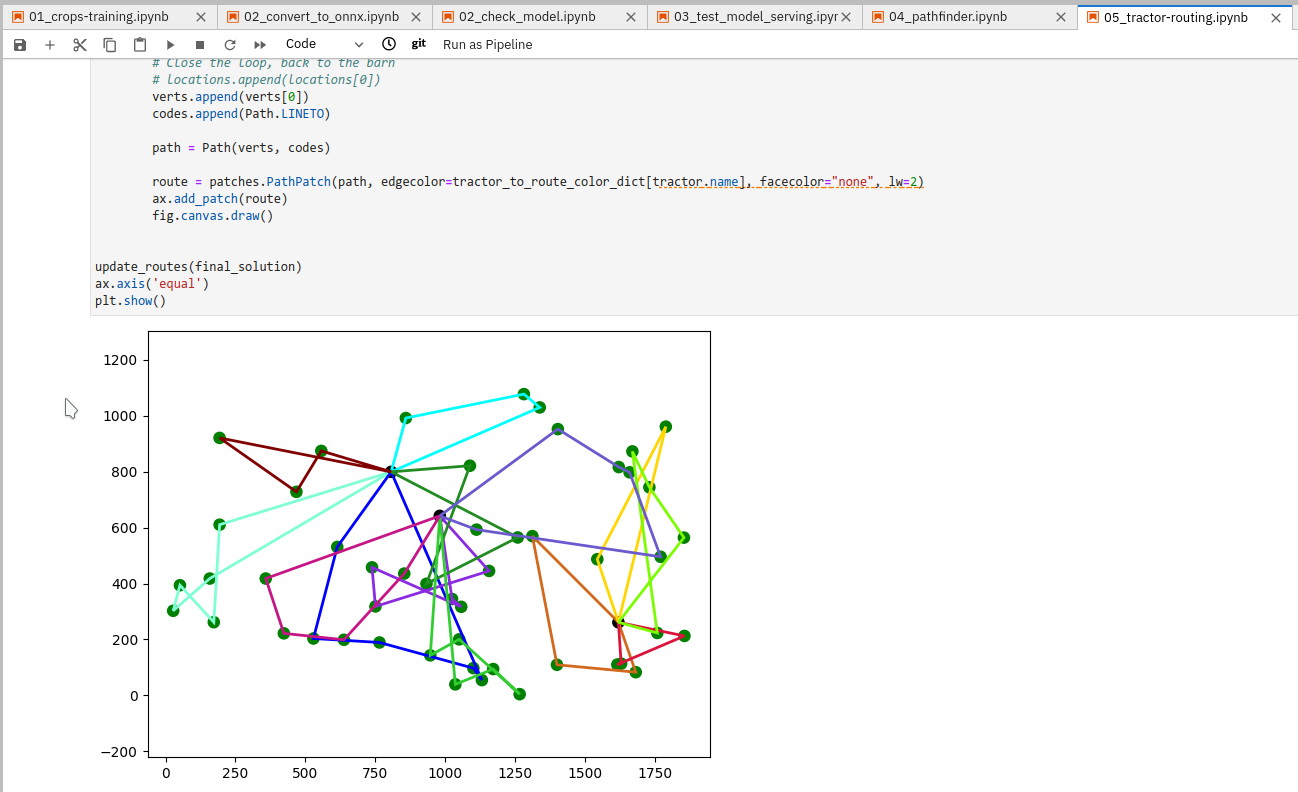 01_crops-training.ipynb 02_convert_to_onnx.ipynb 02_check_model.ipynb 03_test_model_serving.ipyr 04_pathfinder.ipynb 05_tractor-routing.ipynb
Code git Run as Pipeline
# Close the loop, back to the barn
# locations.append(locations[0])
verts.append(verts[0])
codes.append(Path.LINETO)
path = Path(verts, codes)
route = patches.PathPatch(path, edgecolor=tractor_to_route_color_dict[tractor.name], facecolor="none", lw=2)
ax.add_patch(route)
fig.canvas.draw()
update_routes(final_solution)
ax.axis('equal')
plt.show()
1200
1000
800
600
400
200
0
−200
0 250 500 750 1000 1250 1500 1750